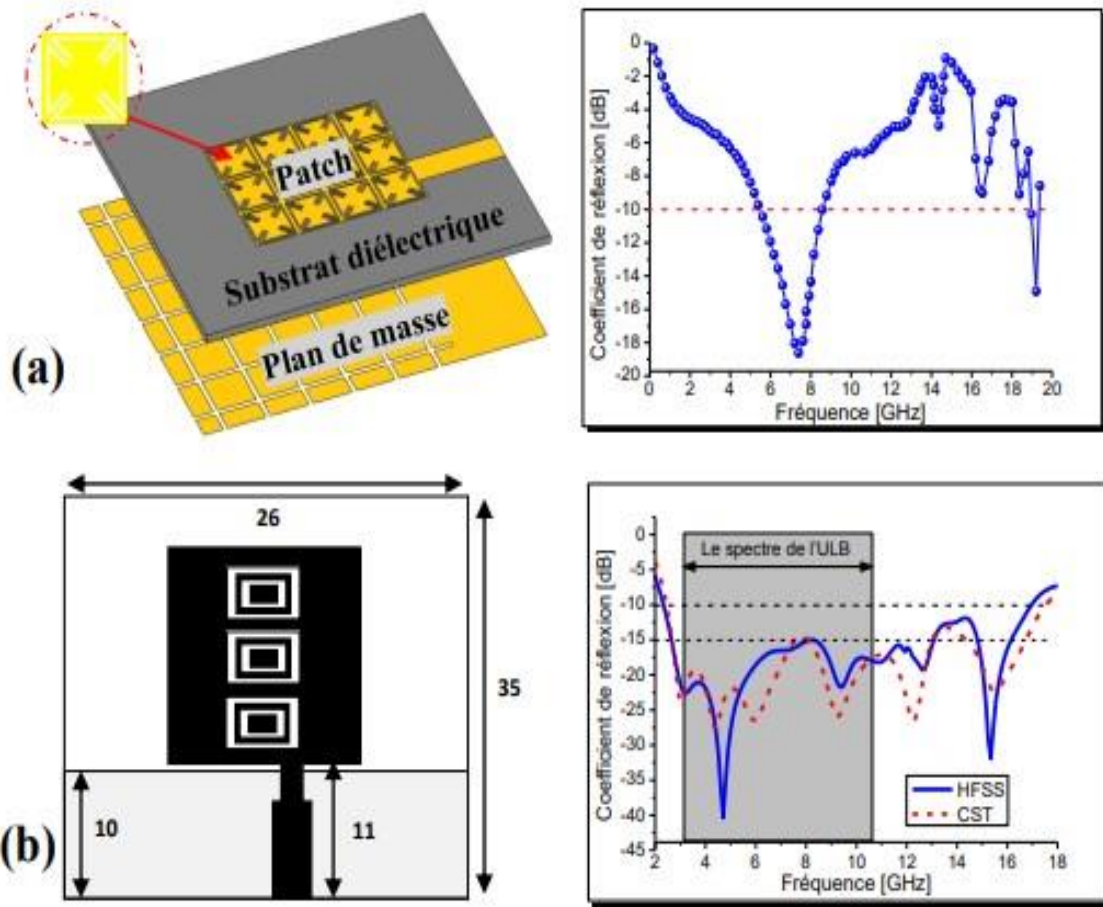 Patch
Substrat diélectrique
Plan de masse
(a)
Coefficient de réflexion [dB]
0
-2
-4
-6
-8
-10
-12
-14
-16
-18
-20
0 2 4 6 8 10 12 14 16 18 20
Fréquence [GHz]
26
35
10
11
(b)
Coefficient de réflexion [dB]
0
-5
-10
-15
-20
-25
-30
-35
-40
-45
Le spectre de l'ULB
HFSS
CST
2 4 6 8 10 12 14 16 18
Fréquence [GHz]